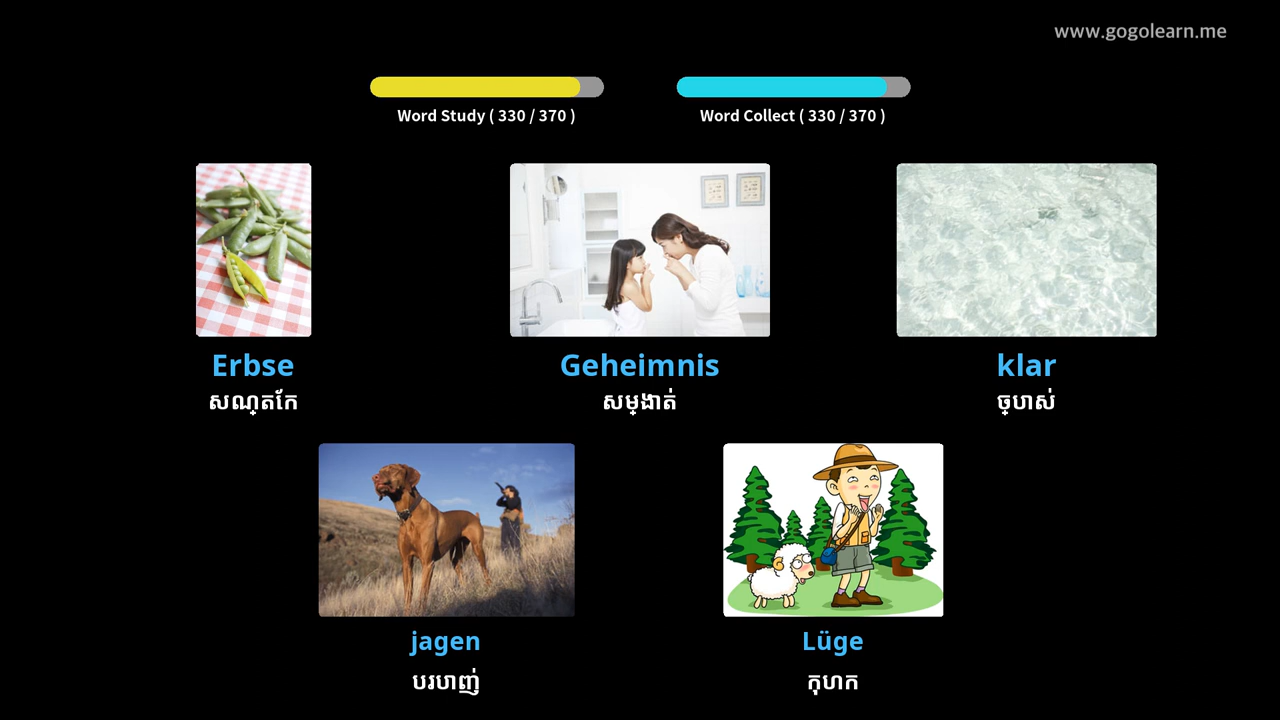 www.gogolearn.me
Word Study ( 330 / 370 )
Word Collect ( 330 / 370 )
Erbse
សណ្តកែ
Geheimnis
សម្ងាត់
klar
ច្បាស់
jagen
បរបាញ់
Lüge
កុហក